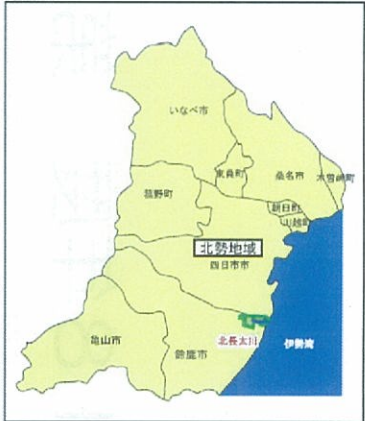 いなべ市
東員町
桑名市
木曽岬町
菰野町
朝日町
川越町
北勢地域
四日市市
北長太川
伊勢湾
亀山市
鈴鹿市